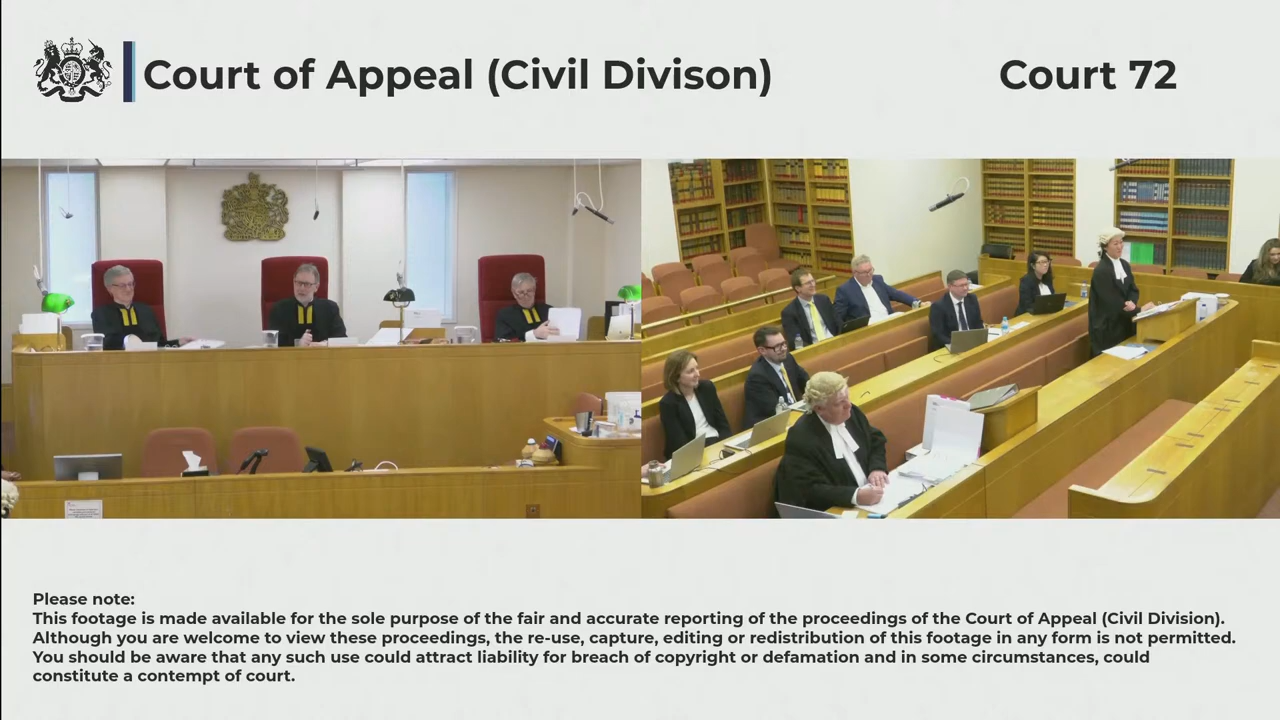 Court of Appeal (Civil Divison)
Court 72
Please note:
This footage is made available for the sole purpose of the fair and accurate reporting of the proceedings of the Court of Appeal (Civil Division).
Although you are welcome to view these proceedings, the re-use, capture, editing or redistribution of this footage in any form is not permitted.
You should be aware that any such use could attract liability for breach of copyright or defamation and in some circumstances, could
constitute a contempt of court.